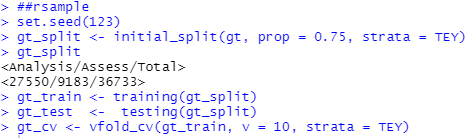 > ##rsample
> set.seed(123)
> gt_split <- initial_split(gt, prop = 0.75, strata = TEY)
> gt_split
<Analysis/Assess/Total>
<27550/9183/36733>
> gt_train <- training(gt_split)
> gt_test  <-  testing(gt_split)
> gt_cv <- vfold_cv(gt_train, v = 10, strata = TEY)